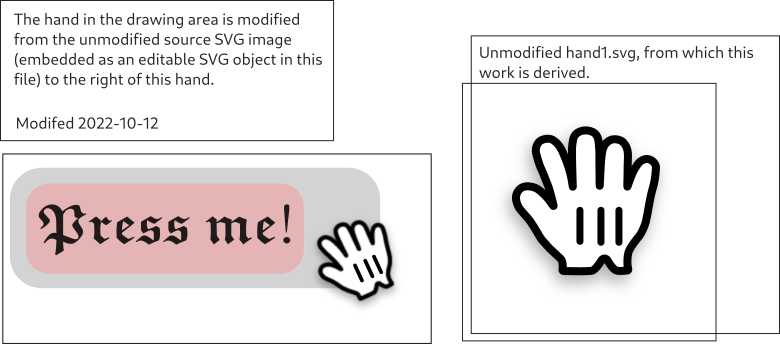 The hand in the drawing area is modified
from the unmodified source SVG image
(embedded as an editable SVG object in this
file) to the right of this hand.
Modifed 2022-10-12
Press me!
Unmodified hand1.svg, from which this
work is derived.